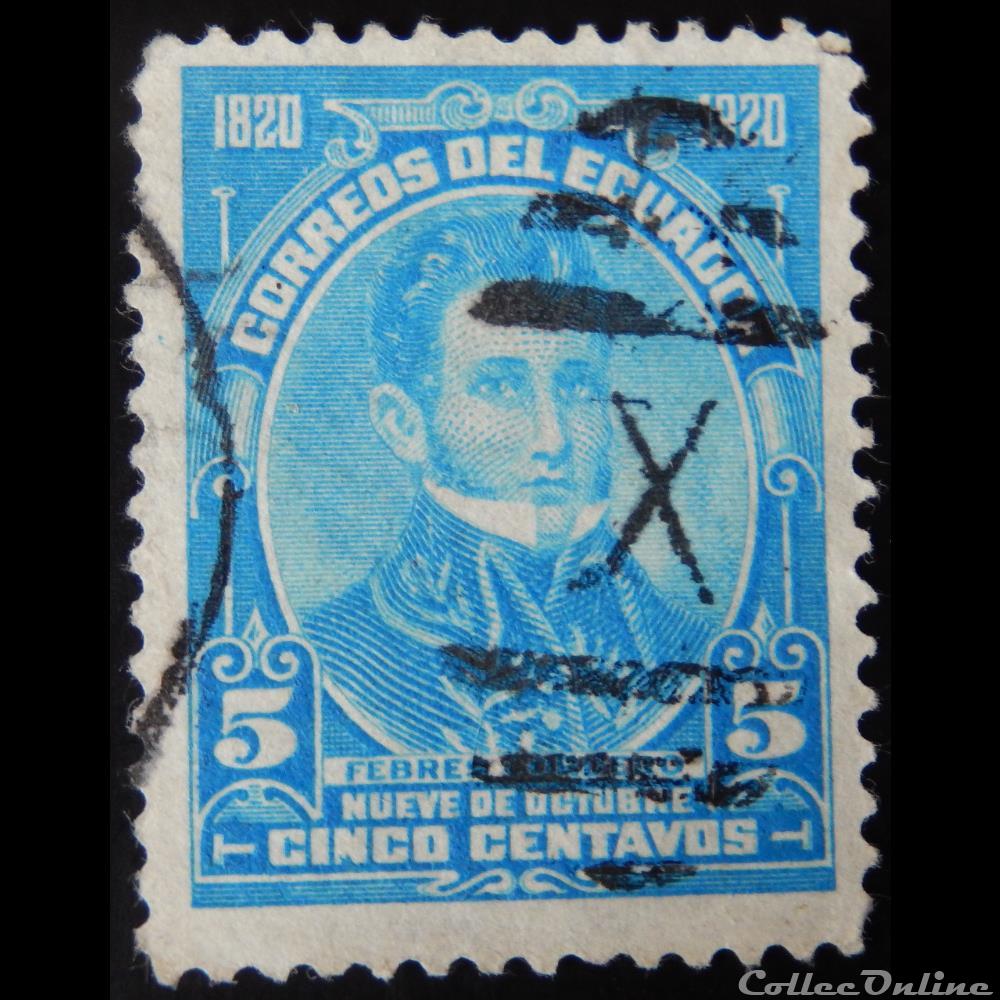 1820 1920
CORREOS DEL ECUADOR
X
5 5
NUEVE DE OCTUBRE
CINCO CENTAVOS
CollecOnline